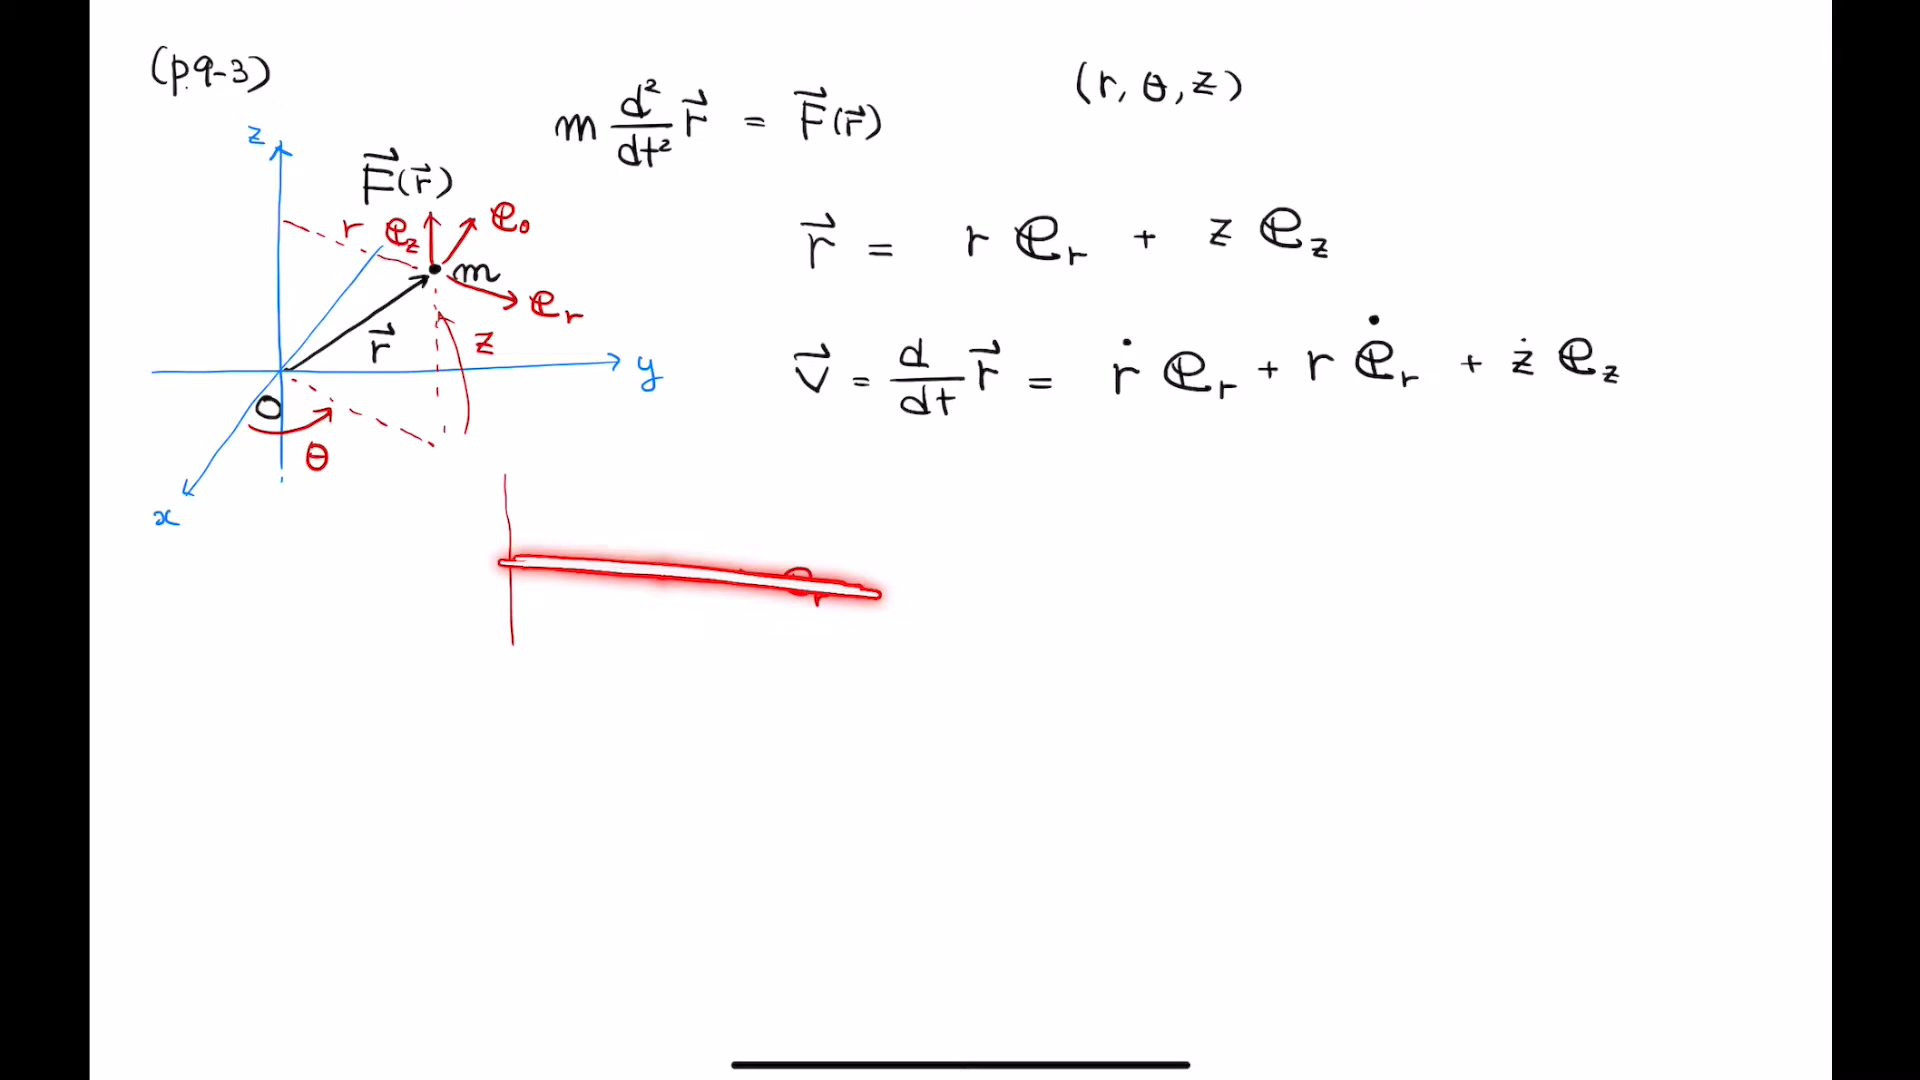 (p.9-3)
m d²/dt² r⃗ = F⃗(r⃗)
(r, θ, z)
z
F⃗(r⃗)
r
e_z
e_θ
m
e_r
r⃗
z
y
O
θ
x
r⃗ = r e_r + z e_z
v⃗ = d/dt r⃗ = ṙ e_r + r ė_r + ż e_z